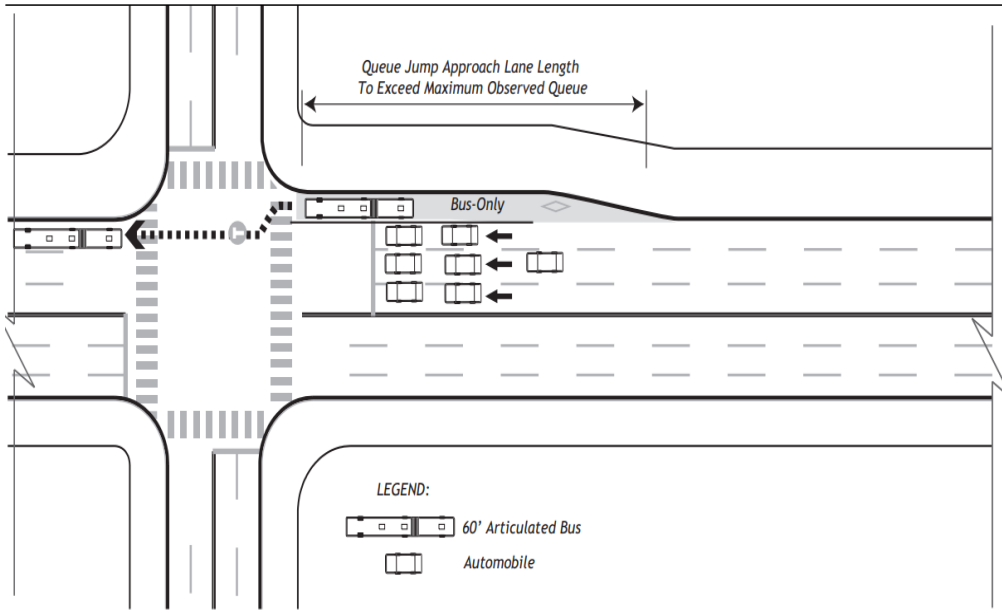 Queue Jump Approach Lane Length
To Exceed Maximum Observed Queue
Bus-Only
T
LEGEND:
60' Articulated Bus
Automobile